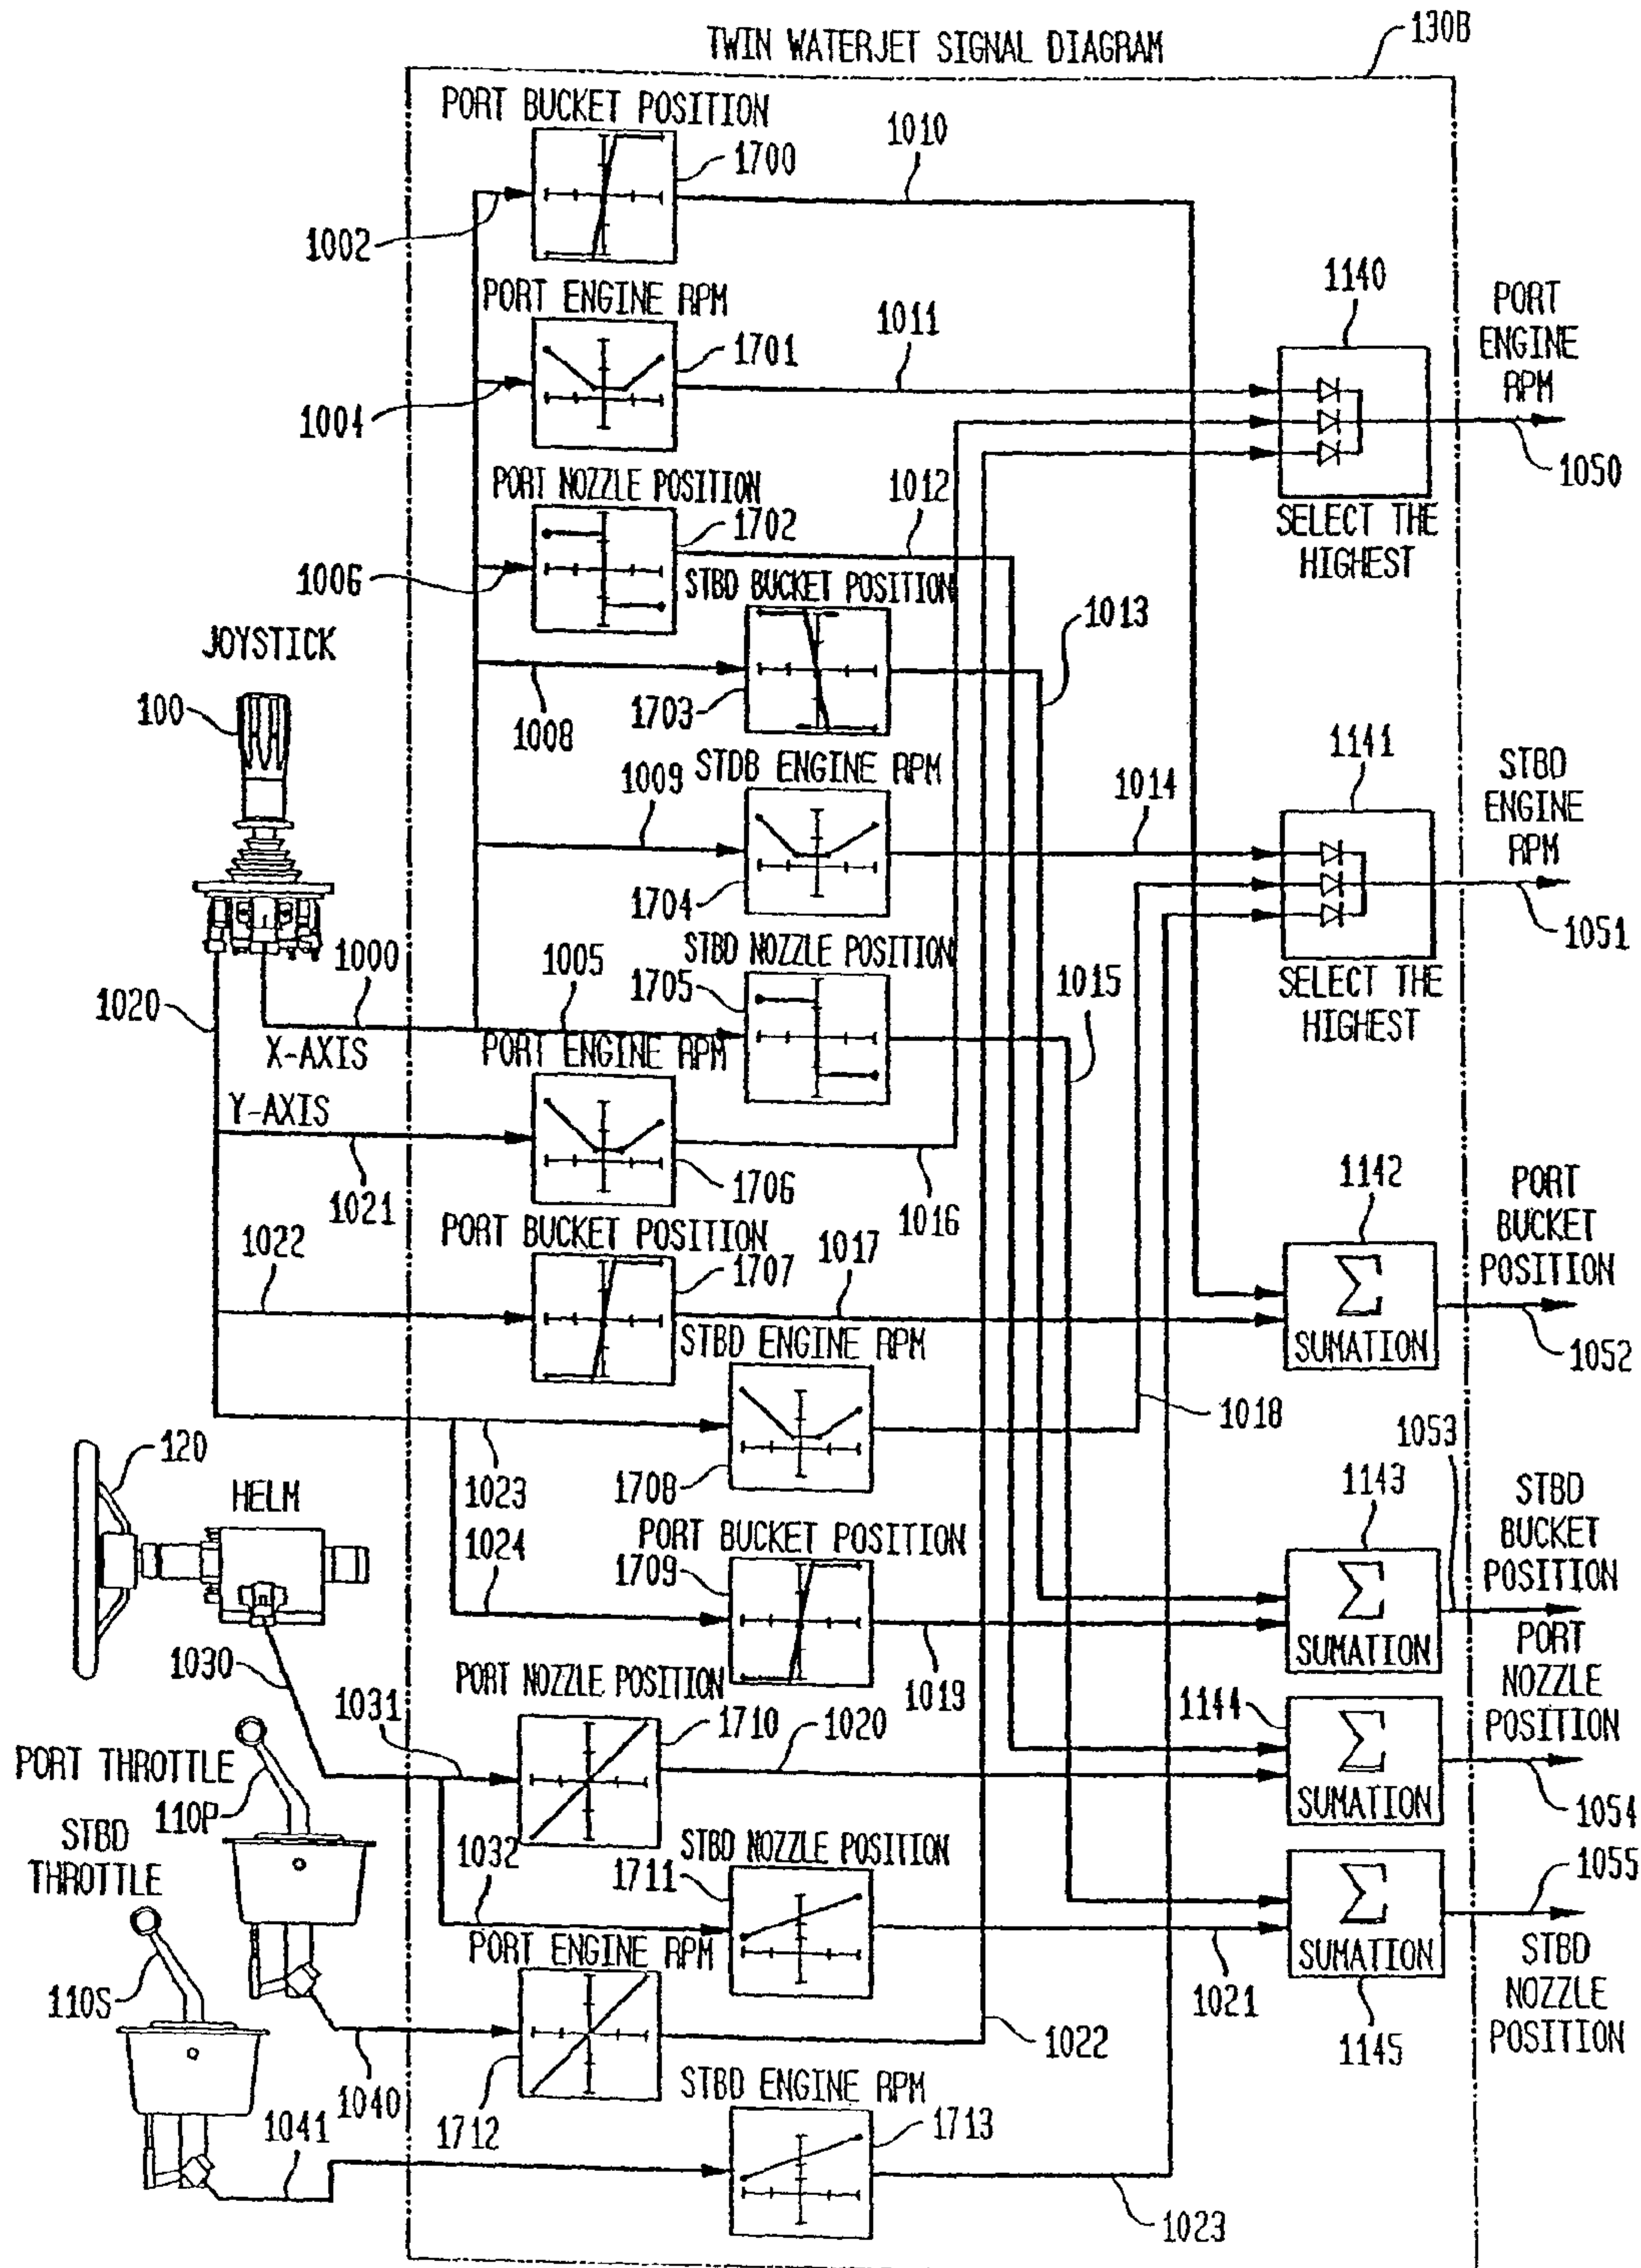 TWIN WATERJET SIGNAL DIAGRAM
130B
PORT BUCKET POSITION
1700
1010
1002
PORT ENGINE RPM
1701
1011
1004
1140
PORT
ENGINE
RPM
1050
SELECT THE
HIGHEST
PORT NOZZLE POSITION
1702
1012
1006
STBD BUCKET POSITION
1013
JOYSTICK
100
1703
1008
STDB ENGINE RPM
1009
1014
1704
1141
STBD
ENGINE
RPM
1051
SELECT THE
HIGHEST
STBD NOZZLE POSITION
1000
1005
1705
1015
1020
X-AXIS
PORT ENGINE RPM
Y-AXIS
1021
1706
1016
1142
PORT
BUCKET
POSITION
PORT BUCKET POSITION
1022
1707
1017
Σ
SUMATION
1052
STBD ENGINE RPM
1018
1023
1708
1053
120
HELM
1024
PORT BUCKET POSITION
1709
1019
1143
STBD
BUCKET
POSITION
Σ
SUMATION
1030
PORT NOZZLE POSITION
1031
1710
1020
1144
PORT
NOZZLE
POSITION
Σ
SUMATION
1054
PORT THROTTLE
110P
STBD
THROTTLE
1032
STBD NOZZLE POSITION
1711
1021
1055
Σ
SUMATION
1145
STBD
NOZZLE
POSITION
PORT ENGINE RPM
110S
1040
1712
1022
STBD ENGINE RPM
1041
1713
1023